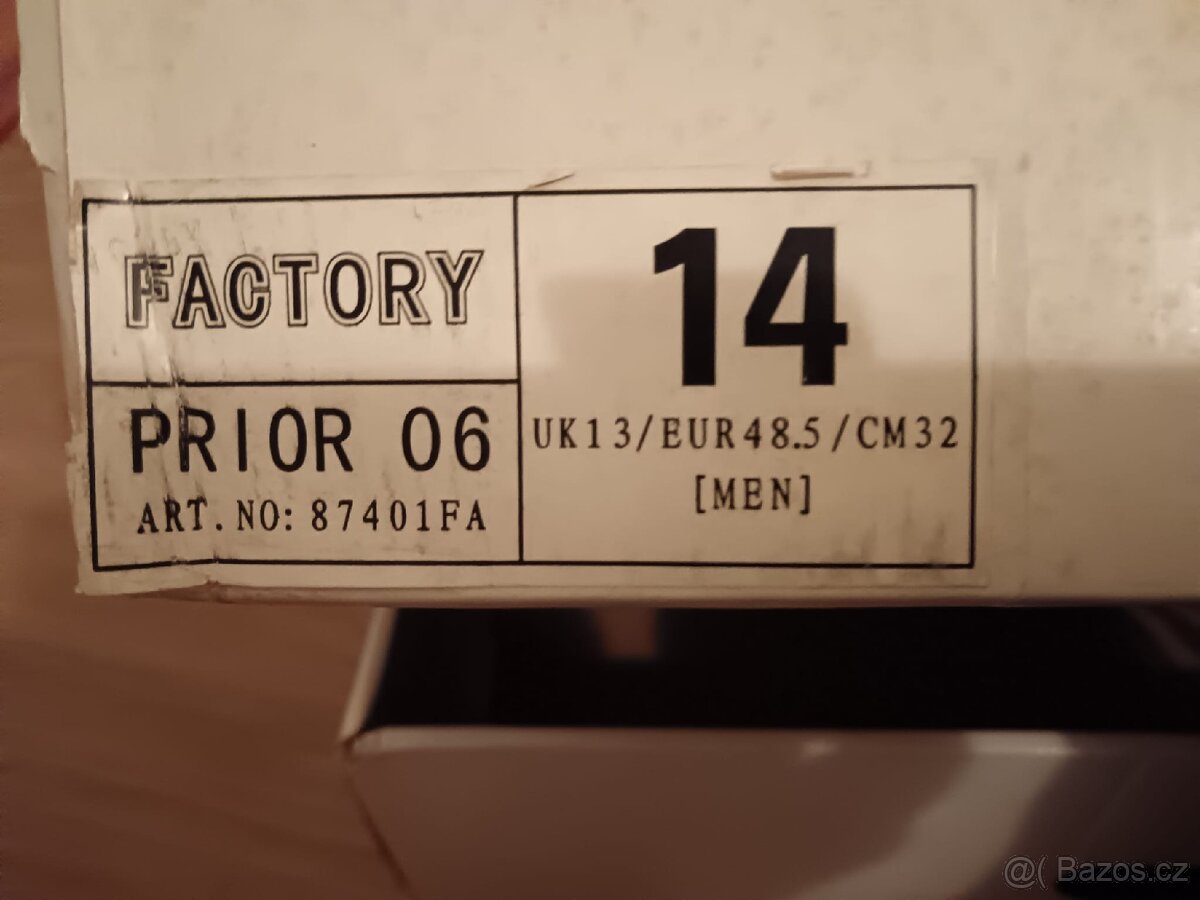 FACTORY
PRIOR 06
ART.NO:87401FA
14
UK13/EUR48.5/CM32
[MEN]
@( Bazos.cz